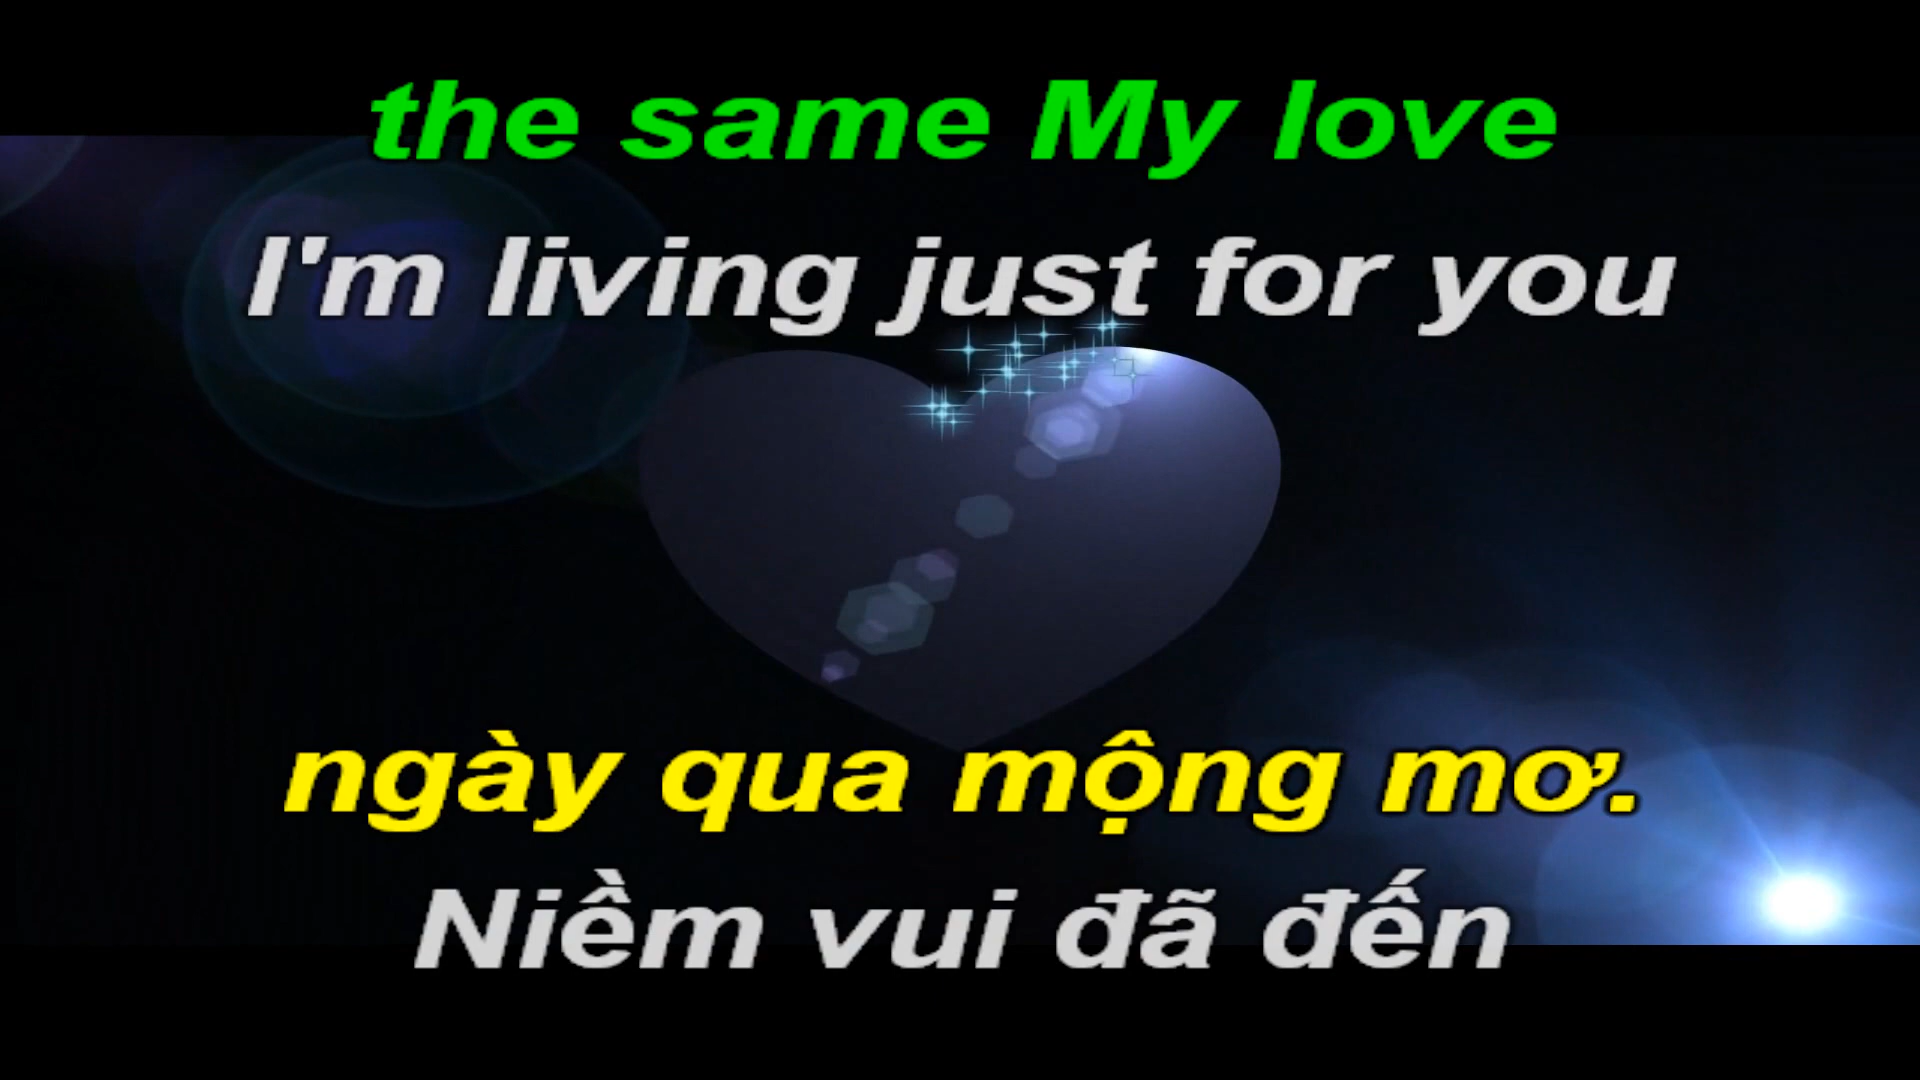 the same My love
I'm living just for you
ngày qua mộng mơ.
Niềm vui đã đến